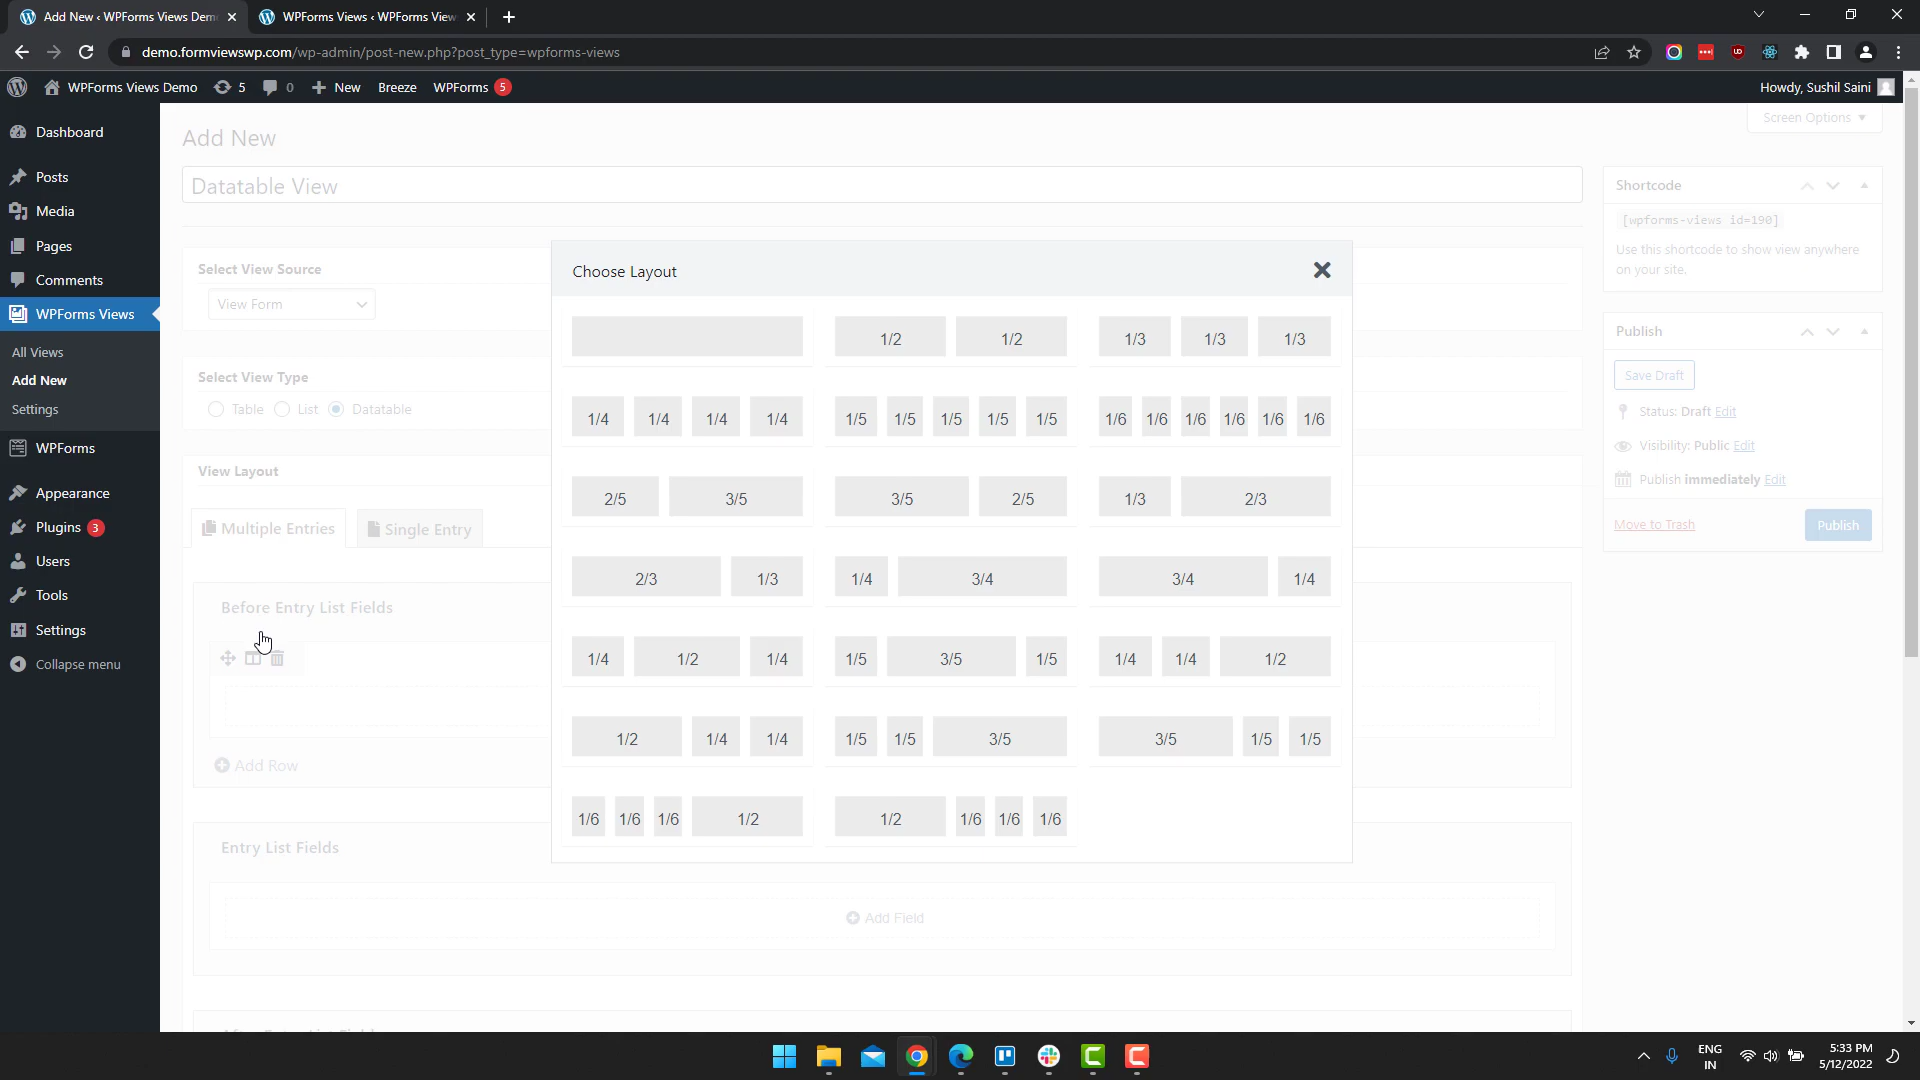 Add New ‹ WPForms Views Dem
WPForms Views ‹ WPForms View
demo.formviewswp.com/wp-admin/post-new.php?post_type=wpforms-views
WPForms Views Demo 5 0 New Breeze WPForms 5
Howdy, Sushil Saini
Dashboard
Posts
Media
Pages
Comments
WPForms Views
All Views
Add New
Settings
WPForms
Appearance
Plugins 3
Users
Tools
Settings
Collapse menu
Add New
Screen Options
Datatable View
Select View Source
View Form
Select View Type
Table List Datatable
View Layout
Multiple Entries Single Entry
Before Entry List Fields
Add Row
Entry List Fields
Add Field
After Entry List Fields
Choose Layout
1/2 1/2 1/3 1/3 1/3
1/4 1/4 1/4 1/4 1/5 1/5 1/5 1/5 1/5 1/6 1/6 1/6 1/6 1/6 1/6
2/5 3/5 3/5 2/5 1/3 2/3
2/3 1/3 1/4 3/4 3/4 1/4
1/4 1/2 1/4 1/5 3/5 1/5 1/4 1/4 1/2
1/2 1/4 1/4 1/5 1/5 3/5 3/5 1/5 1/5
1/6 1/6 1/6 1/2 1/2 1/6 1/6 1/6
Shortcode
[wpforms-views id=190]
Use this shortcode to show view anywhere
on your site.
Publish
Save Draft
Status: Draft Edit
Visibility: Public Edit
Publish immediately Edit
Move to Trash
Publish
ENG
IN
5:33 PM
5/12/2022